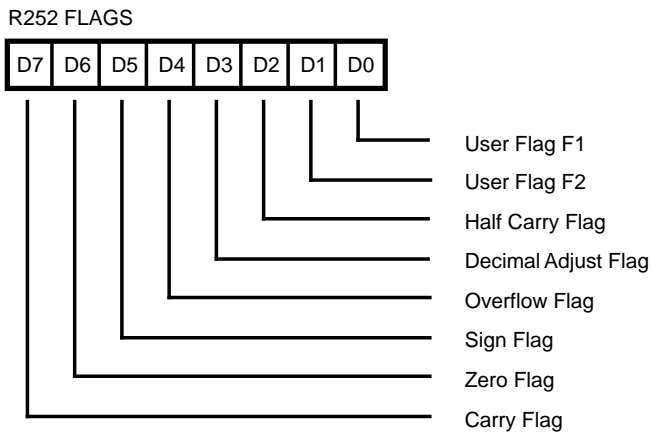 R252 FLAGS
D7 D6 D5 D4 D3 D2 D1 D0
User Flag F1
User Flag F2
Half Carry Flag
Decimal Adjust Flag
Overflow Flag
Sign Flag
Zero Flag
Carry Flag